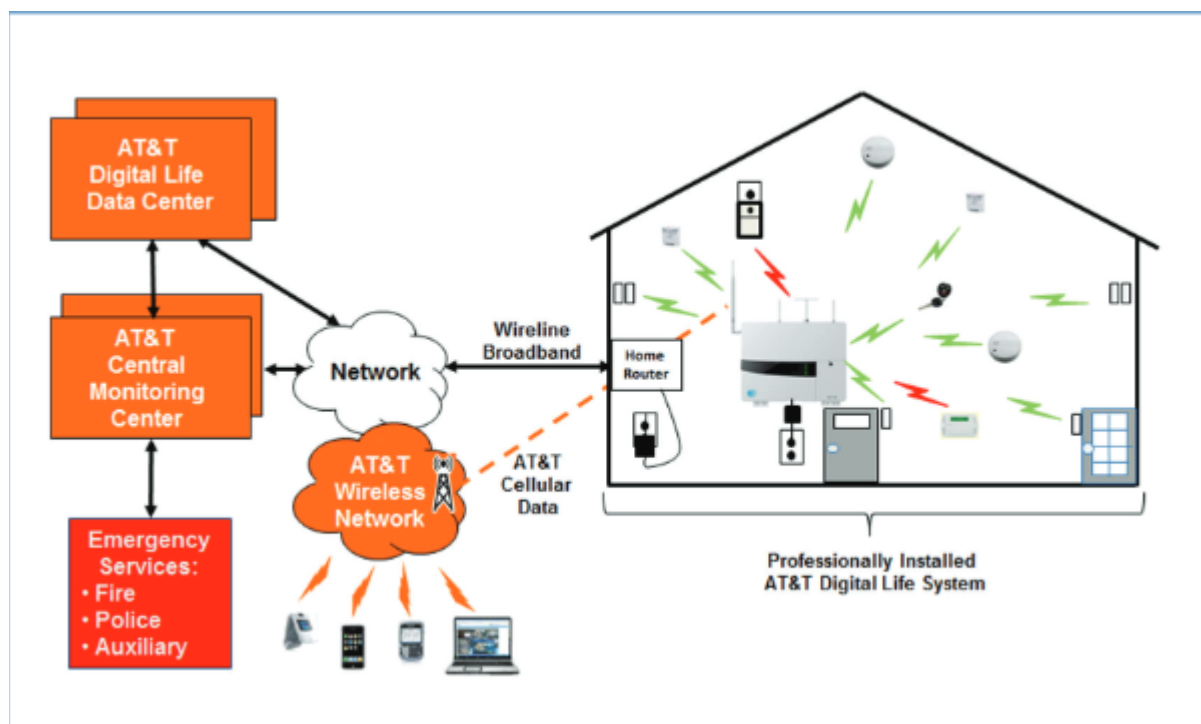 AT&T
Digital Life
Data Center
AT&T
Central
Monitoring
Center
Emergency
Services:
• Fire
• Police
• Auxiliary
Network
AT&T
Wireless
Network
Wireline
Broadband
AT&T
Cellular
Data
Home
Router
Professionally Installed
AT&T Digital Life System